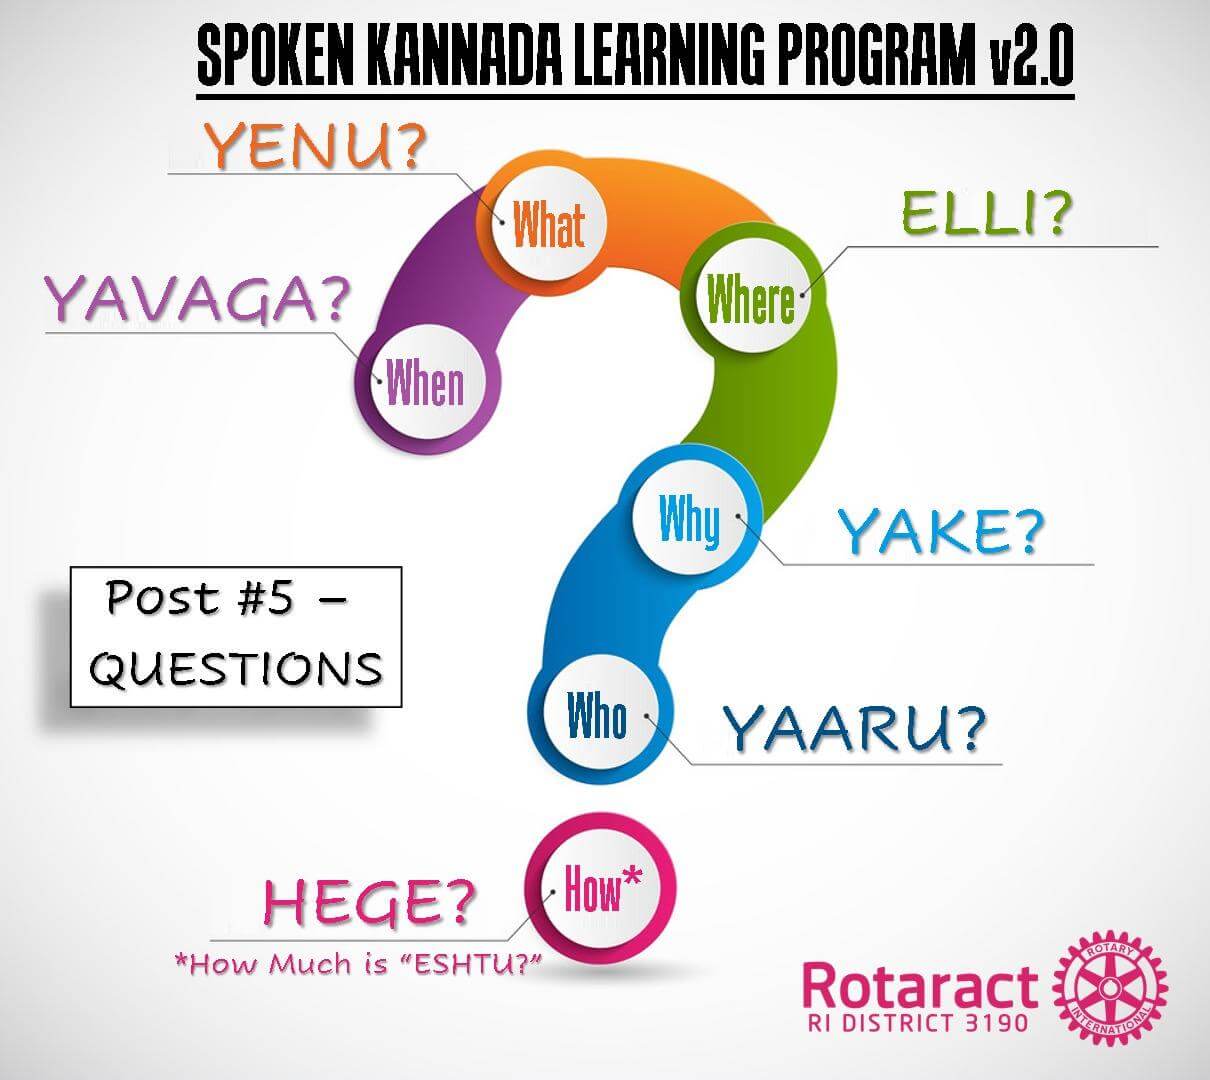 SPOKEN KANNADA LEARNING PROGRAM v2.0
YENU?
What
ELLI?
Where
YAVAGA?
When
Why
YAKE?
Post #5 –
QUESTIONS
Who
YAARU?
HEGE?
How*
*How Much is “ESHTU?”
Rotaract
RI DISTRICT 3190
ROTARY
INTERNATIONAL